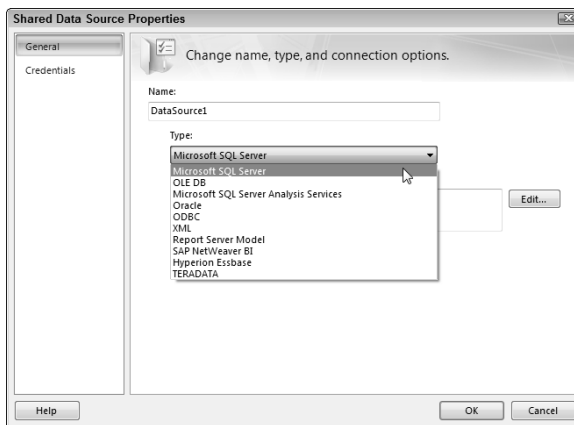 Shared Data Source Properties
General
Credentials
Change name, type, and connection options.
Name:
DataSource1
Type:
Microsoft SQL Server
Microsoft SQL Server
OLE DB
Microsoft SQL Server Analysis Services
Oracle
ODBC
XML
Report Server Model
SAP NetWeaver BI
Hyperion Essbase
TERADATA
Edit...
Help
OK
Cancel